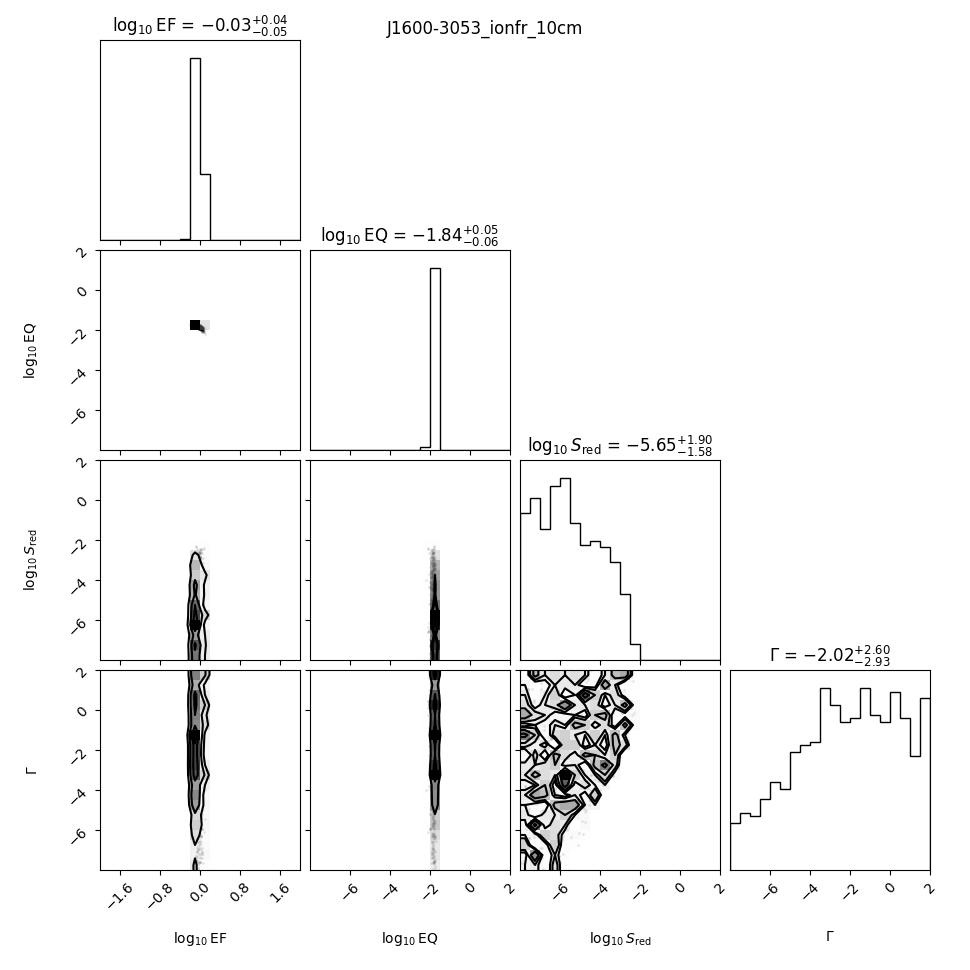 J1600-3053_ionfr_10cm
log₁₀ EF = −0.03⁺⁰·⁰⁴₋₀.₀₅
log₁₀ EQ = −1.84⁺⁰·⁰⁵₋₀.₀₆
2
0
−2
−4
−6
log₁₀ EQ
log₁₀ S_red = −5.65⁺¹·⁹⁰₋₁.₅₈
2
0
−2
−4
−6
log₁₀ S_red
Γ = −2.02⁺²·⁶⁰₋₂.₉₃
2
0
−2
−4
−6
Γ
−1.6 −0.8 0.0 0.8 1.6
−6 −4 −2 0 2
−6 −4 −2 0 2
−6 −4 −2 0 2
log₁₀ EF
log₁₀ EQ
log₁₀ S_red
Γ